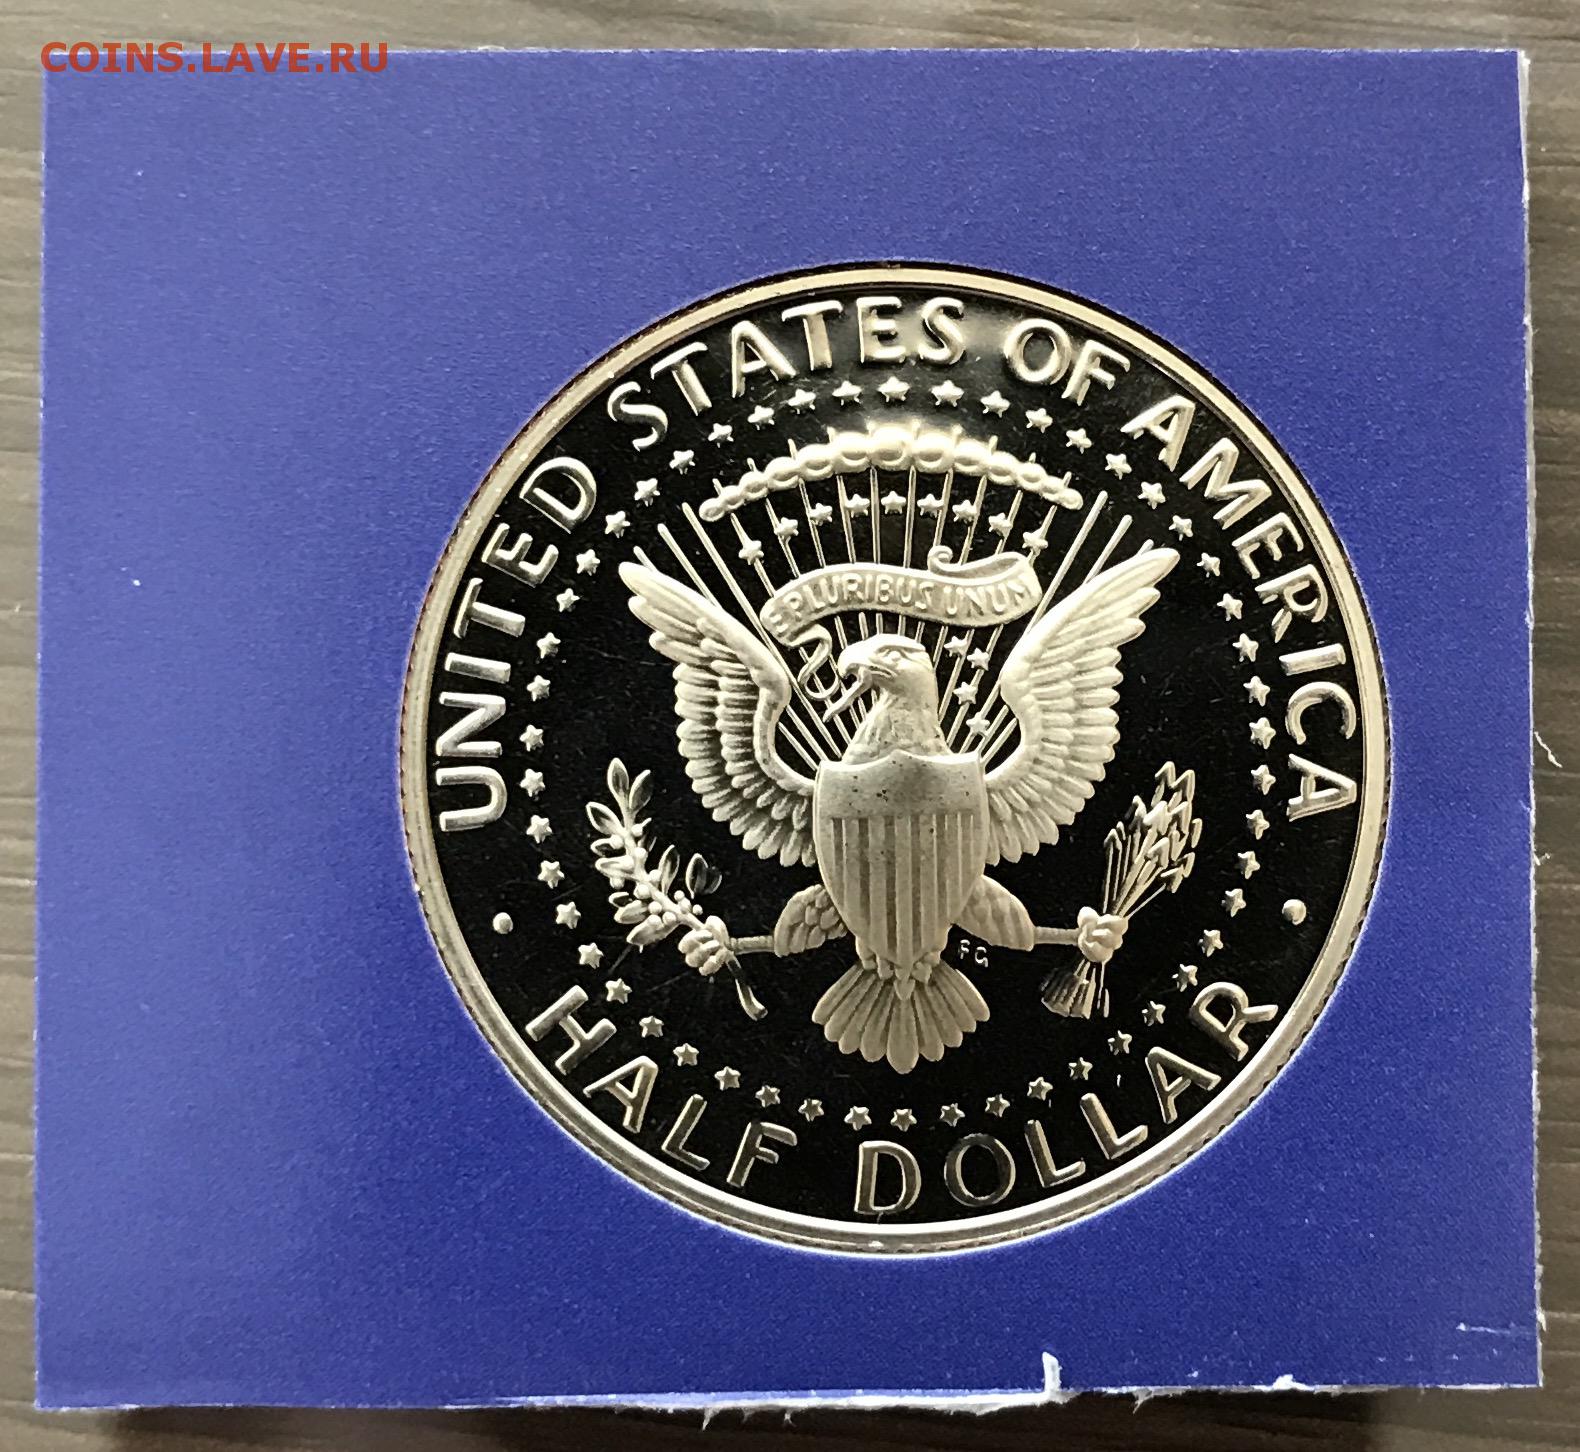 COINS.LAVE.RU
UNITED STATES OF AMERICA
E PLURIBUS UNUM
FG
HALF DOLLAR